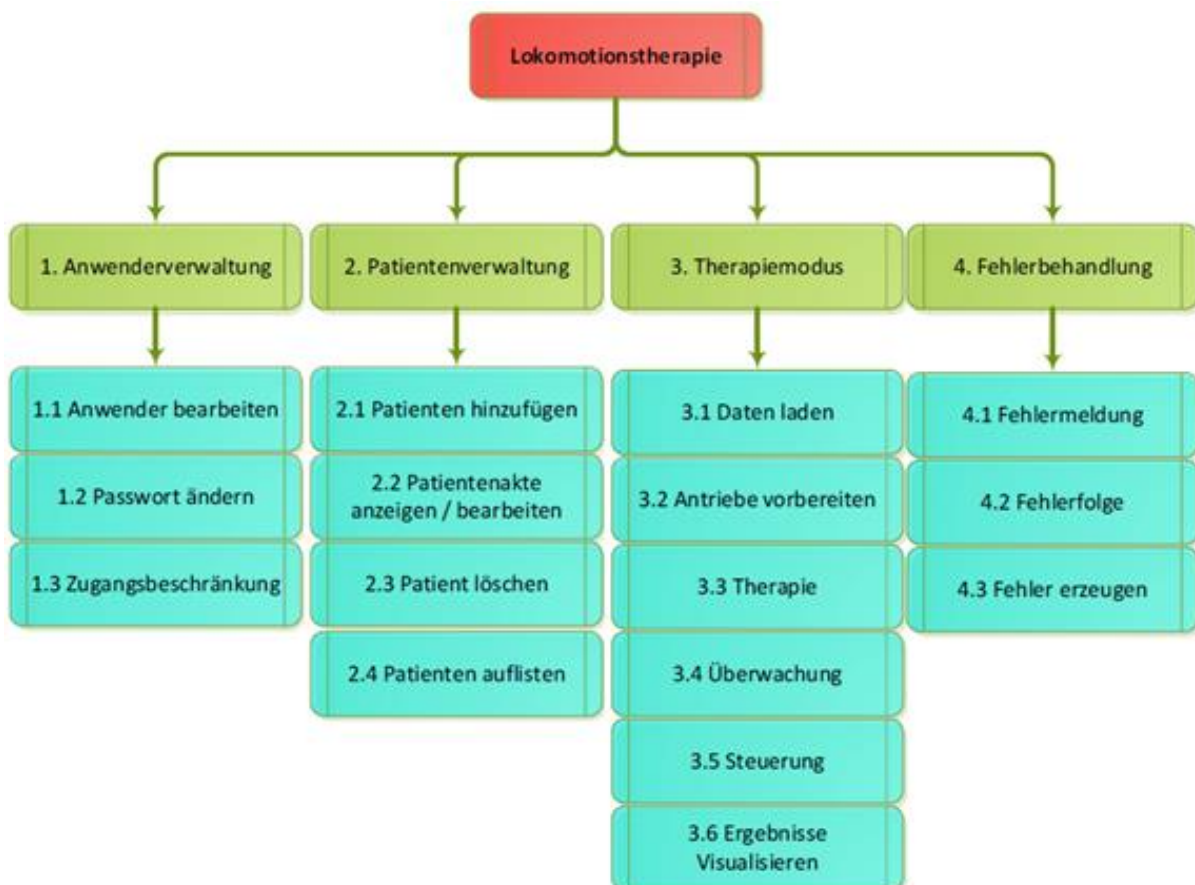 Lokomotionstherapie
1. Anwenderverwaltung
2. Patientenverwaltung
3. Therapiemodus
4. Fehlerbehandlung
1.1 Anwender bearbeiten
1.2 Passwort ändern
1.3 Zugangsbeschränkung
2.1 Patienten hinzufügen
2.2 Patientenakte
anzeigen / bearbeiten
2.3 Patient löschen
2.4 Patienten auflisten
3.1 Daten laden
3.2 Antriebe vorbereiten
3.3 Therapie
3.4 Überwachung
3.5 Steuerung
3.6 Ergebnisse
Visualisieren
4.1 Fehlermeldung
4.2 Fehlerfolge
4.3 Fehler erzeugen